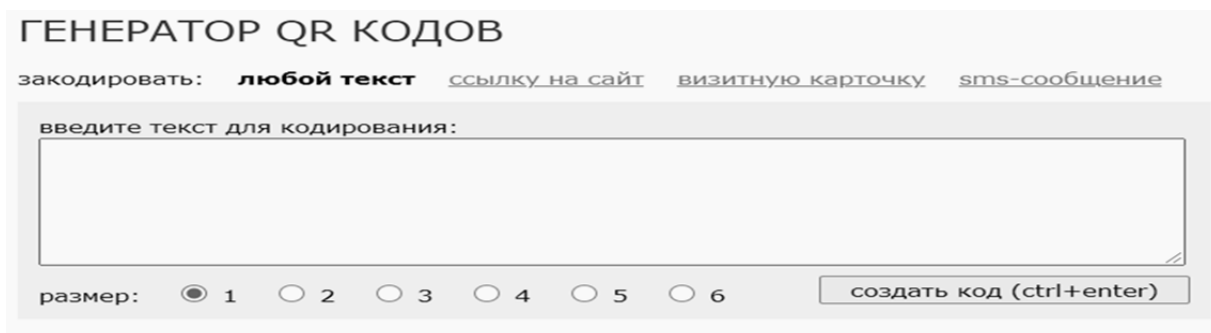 ГЕНЕРАТОР QR КОДОВ
закодировать: любой текст ссылку на сайт визитную карточку sms-сообщение
введите текст для кодирования:
размер: 1 2 3 4 5 6 создать код (ctrl+enter)